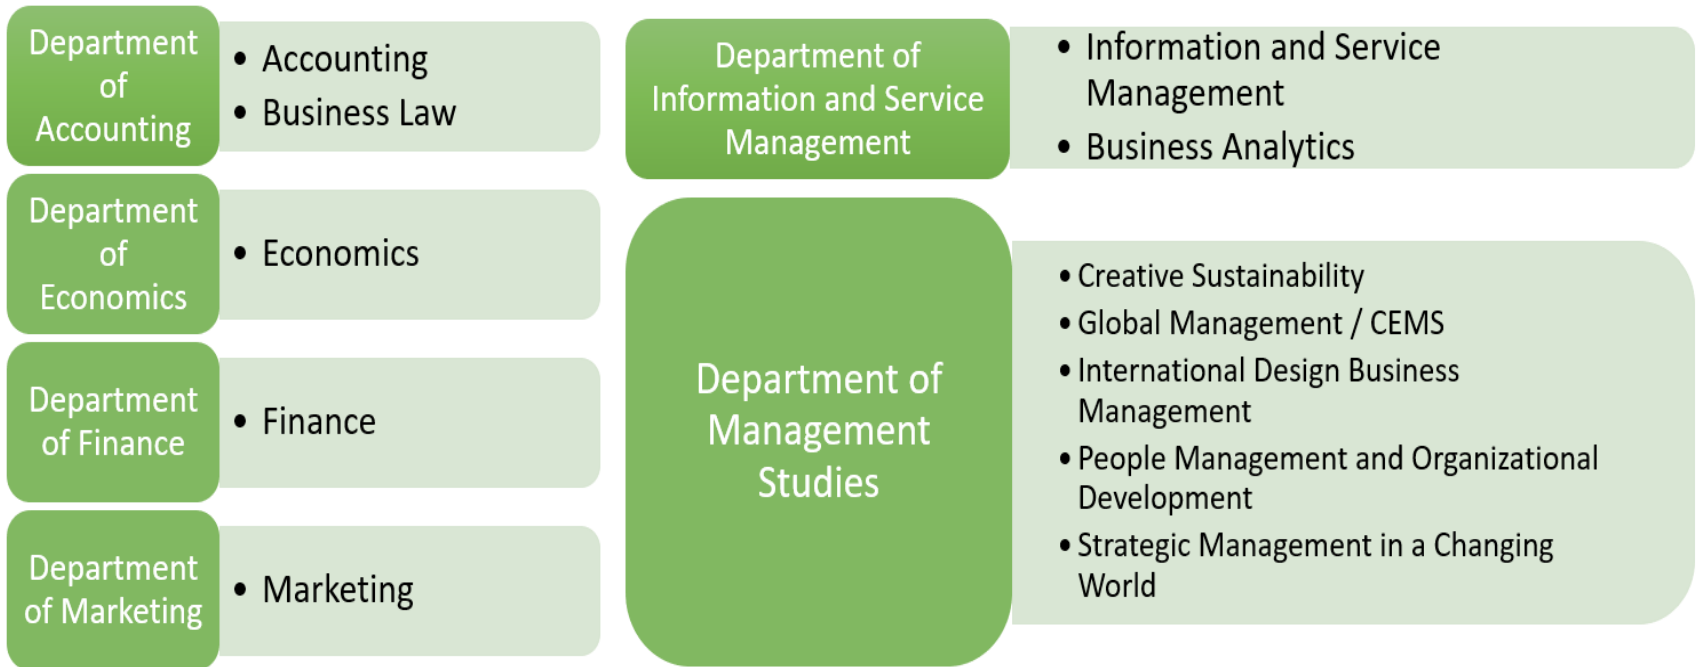 Department
of
Accounting
• Accounting
• Business Law
Department
of
Economics
• Economics
Department
of Finance
• Finance
Department
of Marketing
• Marketing
Department of
Information and Service
Management
• Information and Service
Management
• Business Analytics
Department of
Management
Studies
• Creative Sustainability
• Global Management / CEMS
• International Design Business
Management
• People Management and Organizational
Development
• Strategic Management in a Changing
World